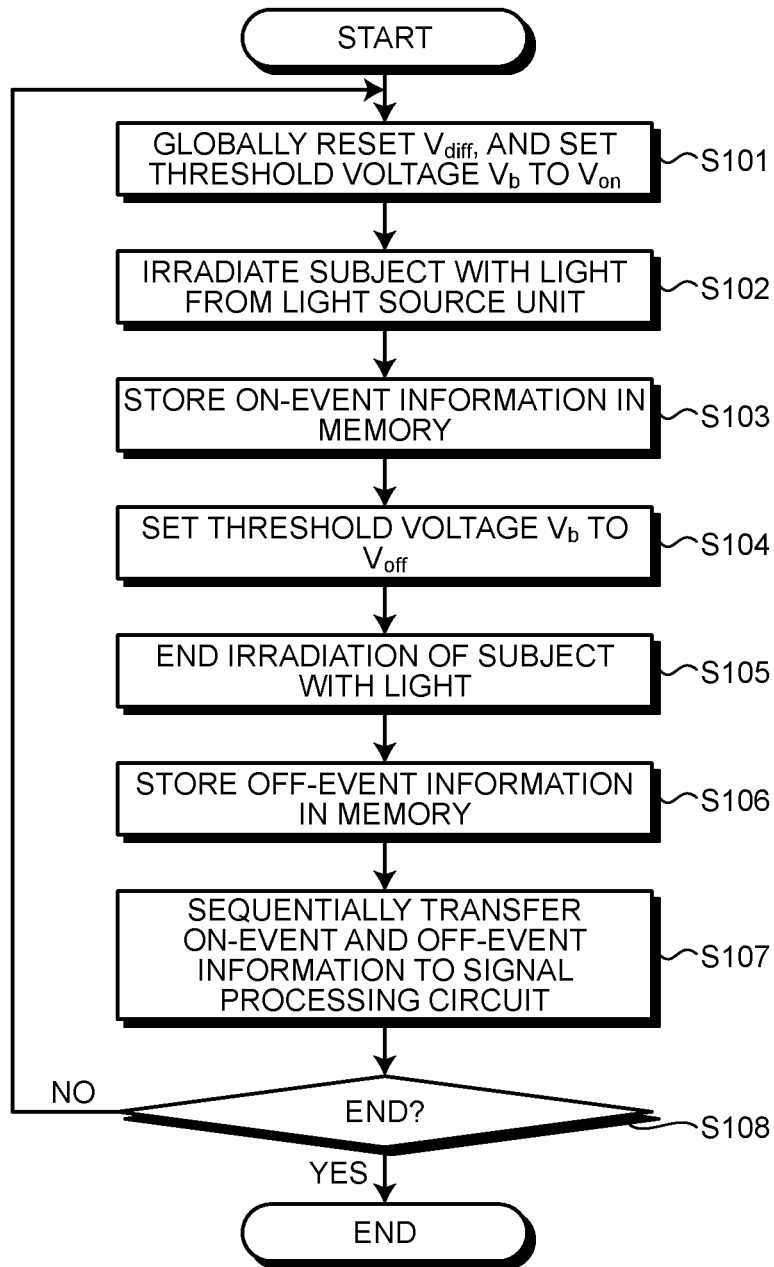 START
GLOBALLY RESET Vdiff, AND SET
THRESHOLD VOLTAGE Vb TO Von
S101
IRRADIATE SUBJECT WITH LIGHT
FROM LIGHT SOURCE UNIT
S102
STORE ON-EVENT INFORMATION IN
MEMORY
S103
SET THRESHOLD VOLTAGE Vb TO
Voff
S104
END IRRADIATION OF SUBJECT
WITH LIGHT
S105
STORE OFF-EVENT INFORMATION
IN MEMORY
S106
SEQUENTIALLY TRANSFER
ON-EVENT AND OFF-EVENT
INFORMATION TO SIGNAL
PROCESSING CIRCUIT
S107
NO
END?
S108
YES
END